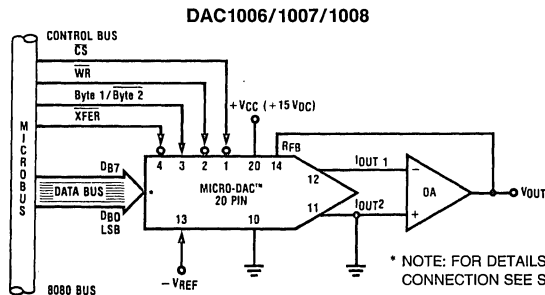 DAC1006/1007/1008
CONTROL BUS
CS
WR
Byte 1/Byte 2
XFER
+VCC (+15 VDC)
RFB
4 3 2 1 20 14
IOUT 1
12
MICROBUS
DB7
DATA BUS
DB0
LSB
*
MICRO-DAC™
20 PIN
13
10
11
IOUT2
−
OA
+
VOUT
−VREF
* NOTE: FOR DETAILS
CONNECTION SEE S
8080 BUS